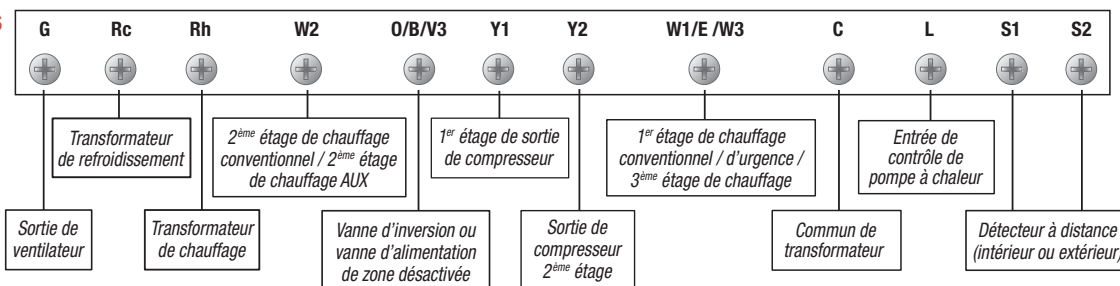 G Rc Rh W2 O/B/V3 Y1 Y2 W1/E /W3 C L S1 S2
Transformateur
de refroidissement
2ème étage de chauffage
conventionnel / 2ème étage
de chauffage AUX
1er étage de sortie
de compresseur
1er étage de chauffage
conventionnel / d'urgence /
3ème étage de chauffage
Entrée de
contrôle de
pompe à chaleur
Sortie de
ventilateur
Transformateur
de chauffage
Vanne d'inversion ou
vanne d'alimentation
de zone désactivée
Sortie de
compresseur
2ème étage
Commun de
transformateur
Détecteur à distance
(intérieur ou extérieur)